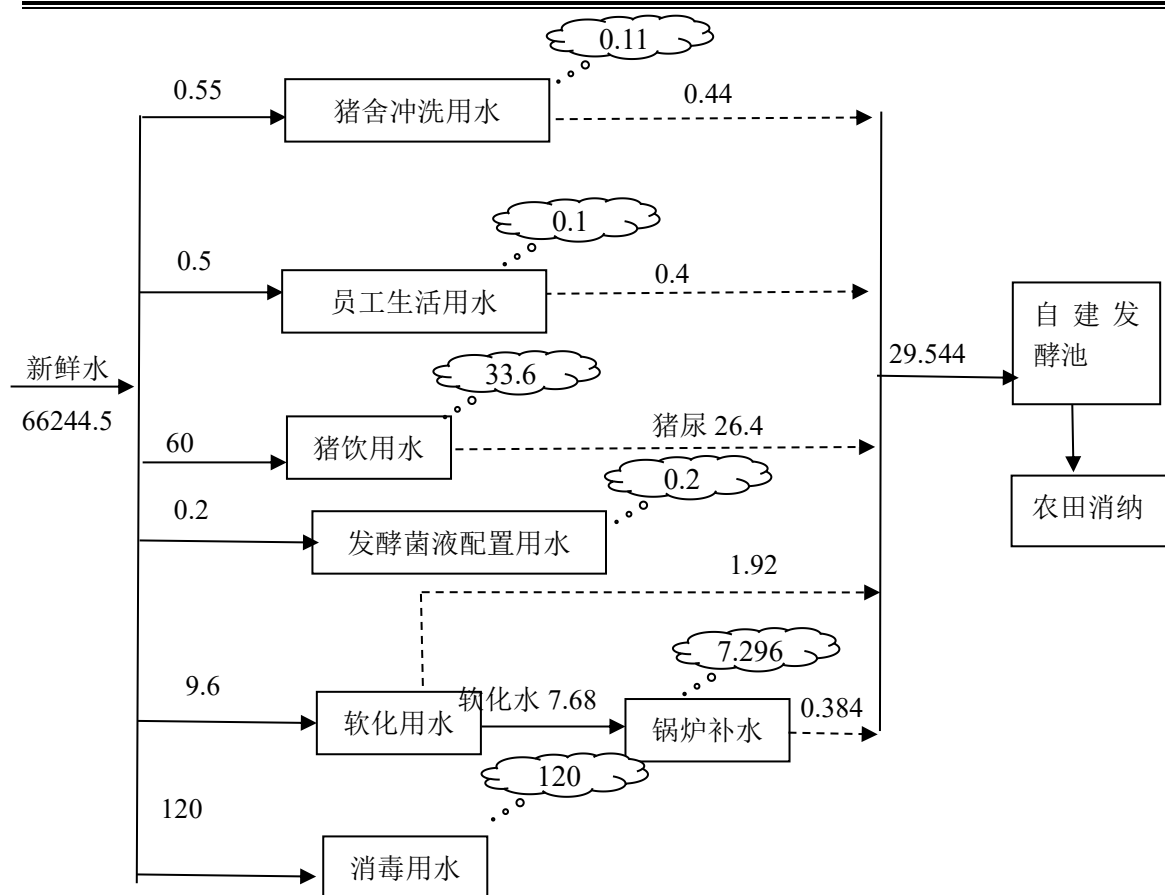 0.11
0.55
猪舍冲洗用水
0.44
0.1
0.5
员工生活用水
0.4
自建发
酵池
新鲜水
66244.5
29.544
33.6
60
猪饮用水
猪尿 26.4
0.2
0.2
发酵菌液配置用水
农田消纳
1.92
7.296
9.6
软化用水
软化水 7.68
锅炉补水
0.384
120
120
消毒用水